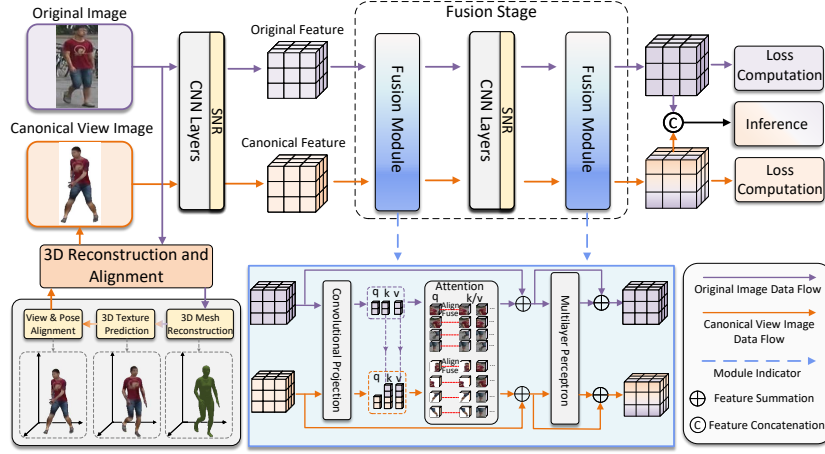 Original Image
Original Feature
Fusion Stage
CNN Layers
SNR
Fusion Module
CNN Layers
SNR
Fusion Module
Loss
Computation
C
Inference
Canonical View Image
Canonical Feature
Loss
Computation
3D Reconstruction and
Alignment
View & Pose
Alignment
3D Texture
Prediction
3D Mesh
Reconstruction
Convolutional Projection
q k v
q k v
Attention
q k/v
Align
Fuse
...
Align
Fuse
...
Multilayer Perceptron
Original Image Data Flow
Canonical View Image
Data Flow
Module Indicator
Feature Summation
C Feature Concatenation